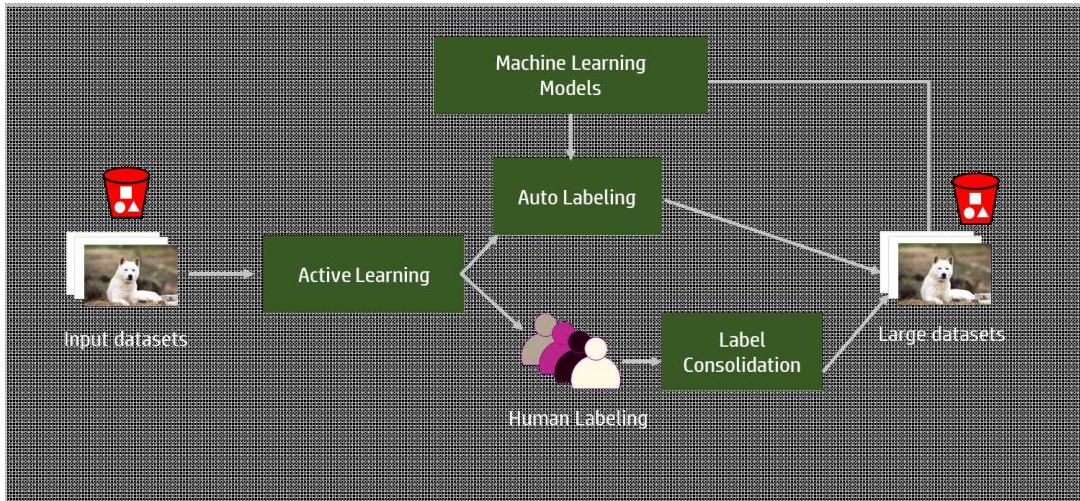 Machine Learning
Models
Auto Labeling
Active Learning
Input datasets
Large datasets
Label
Consolidation
Human Labeling